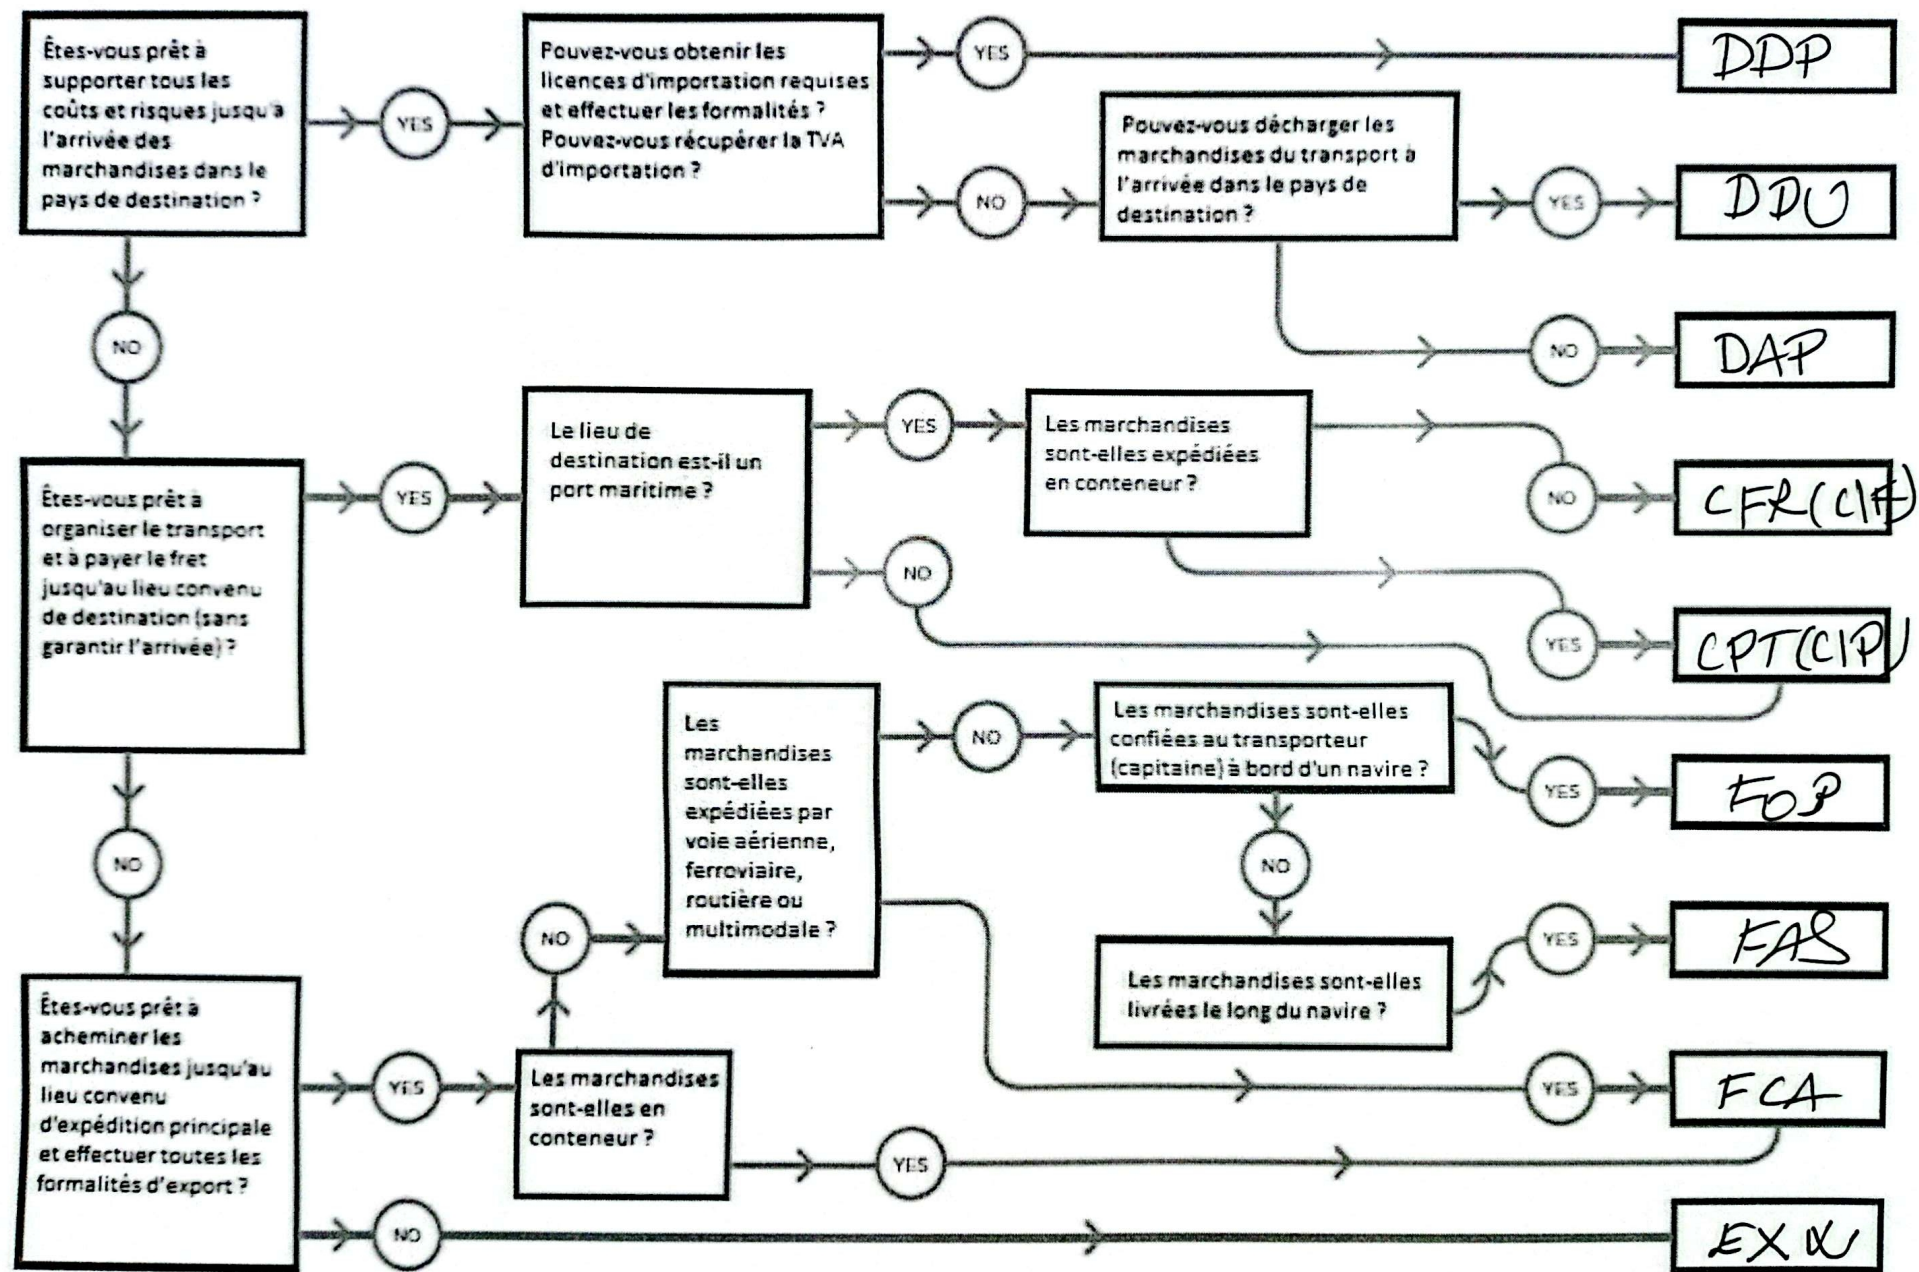 Êtes-vous prêt à
supporter tous les
coûts et risques jusqu'à
l'arrivée des
marchandises dans le
pays de destination ?
YES
Pouvez-vous obtenir les
licences d'importation requises
et effectuer les formalités ?
Pouvez-vous récupérer la TVA
d'importation ?
YES
DDP
NO
Pouvez-vous décharger les
marchandises du transport à
l'arrivée dans le pays de
destination ?
YES
DDU
NO
DAP
NO
Êtes-vous prêt à
organiser le transport
et à payer le fret
jusqu'au lieu convenu
de destination (sans
garantir l'arrivée) ?
YES
Le lieu de
destination est-il un
port maritime ?
YES
Les marchandises
sont-elles expédiées
en conteneur ?
NO
CFR (CIF)
NO
YES
CPT (CIP)
NO
Êtes-vous prêt à
acheminer les
marchandises jusqu'au
lieu convenu
d'expédition principale
et effectuer toutes les
formalités d'export ?
YES
Les marchandises
sont-elles en
conteneur ?
NO
Les
marchandises
sont-elles
expédiées par
voie aérienne,
ferroviaire,
routière ou
multimodale ?
NO
Les marchandises sont-elles
confiées au transporteur
(capitaine) à bord d'un navire ?
YES
FOB
NO
Les marchandises sont-elles
livrées le long du navire ?
YES
FAS
YES
FCA
YES
NO
EXW